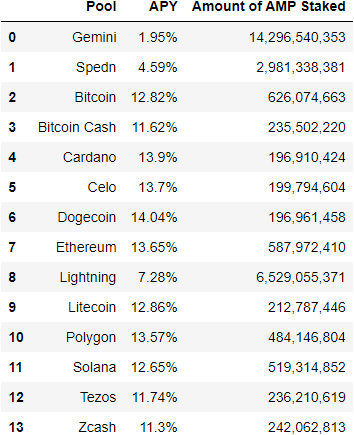 Pool APY Amount of AMP Staked
0 Gemini 1.95% 14,296,540,353
1 Spedn 4.59% 2,981,338,381
2 Bitcoin 12.82% 626,074,663
3 Bitcoin Cash 11.62% 235,502,220
4 Cardano 13.9% 196,910,424
5 Celo 13.7% 199,794,604
6 Dogecoin 14.04% 196,961,458
7 Ethereum 13.65% 587,972,410
8 Lightning 7.28% 6,529,055,371
9 Litecoin 12.86% 212,787,446
10 Polygon 13.57% 484,146,804
11 Solana 12.65% 519,314,852
12 Tezos 11.74% 236,210,619
13 Zcash 11.3% 242,062,813